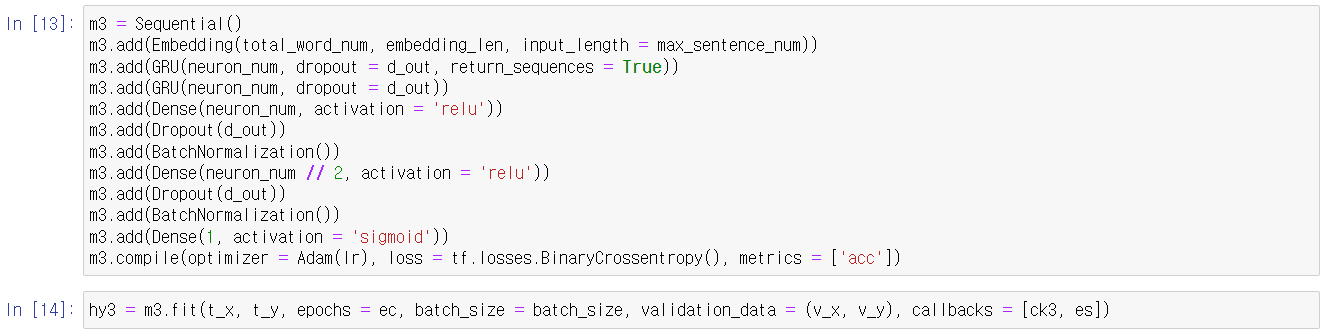 In [13]:
m3 = Sequential()
m3.add(Embedding(total_word_num, embedding_len, input_length = max_sentence_num))
m3.add(GRU(neuron_num, dropout = d_out, return_sequences = True))
m3.add(GRU(neuron_num, dropout = d_out))
m3.add(Dense(neuron_num, activation = 'relu'))
m3.add(Dropout(d_out))
m3.add(BatchNormalization())
m3.add(Dense(neuron_num // 2, activation = 'relu'))
m3.add(Dropout(d_out))
m3.add(BatchNormalization())
m3.add(Dense(1, activation = 'sigmoid'))
m3.compile(optimizer = Adam(lr), loss = tf.losses.BinaryCrossentropy(), metrics = ['acc'])
In [14]:
hy3 = m3.fit(t_x, t_y, epochs = ec, batch_size = batch_size, validation_data = (v_x, v_y), callbacks = [ck3, es])